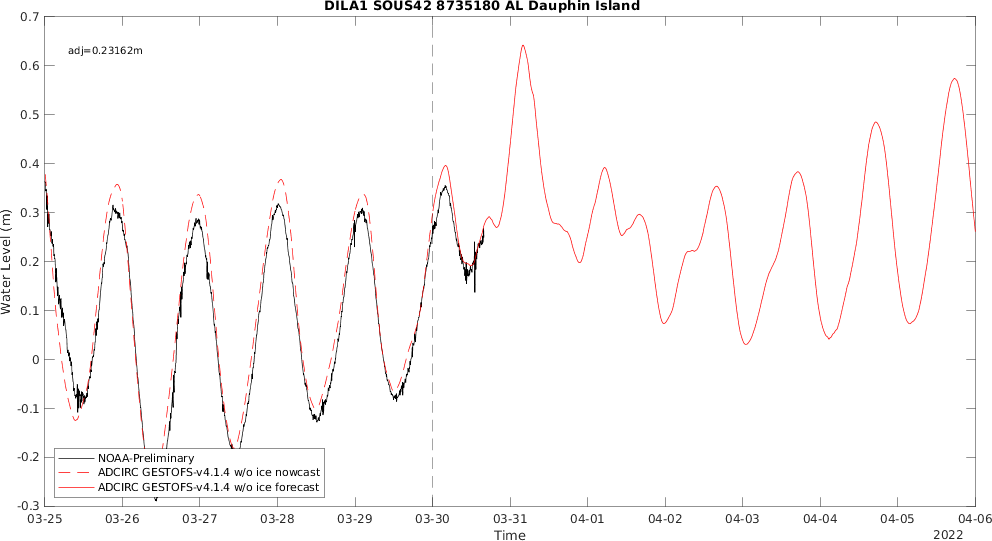 DILA1 SOUS42 8735180 AL Dauphin Island
0.7
adj=0.23162m
0.6
0.5
0.4
0.3
0.2
0.1
0
-0.1
-0.2
-0.3
Water Level (m)
NOAA-Preliminary
ADCIRC GESTOFS-v4.1.4 w/o ice nowcast
ADCIRC GESTOFS-v4.1.4 w/o ice forecast
03-25 03-26 03-27 03-28 03-29 03-30 03-31 04-01 04-02 04-03 04-04 04-05 04-06
Time
2022